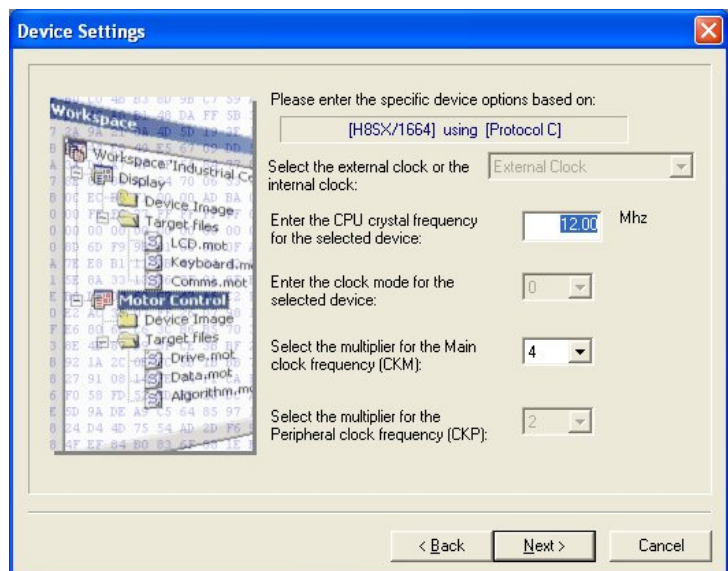 Device Settings
Workspace
Workspace "Industrial Co
Display
Device Image
Target files
LCD.mot
Keyboard.m
Comms.mot
Motor Control
Device Image
Target files
Drive.mot
Data.mot
Algorithm.mo
Please enter the specific device options based on:
[H8SX/1664] using [Protocol C]
Select the external clock or the
internal clock:
External Clock
Enter the CPU crystal frequency
for the selected device:
12.00 Mhz
Enter the clock mode for the
selected device:
0
Select the multiplier for the Main
clock frequency (CKM):
4
Select the multiplier for the
Peripheral clock frequency (CKP):
2
< Back
Next >
Cancel